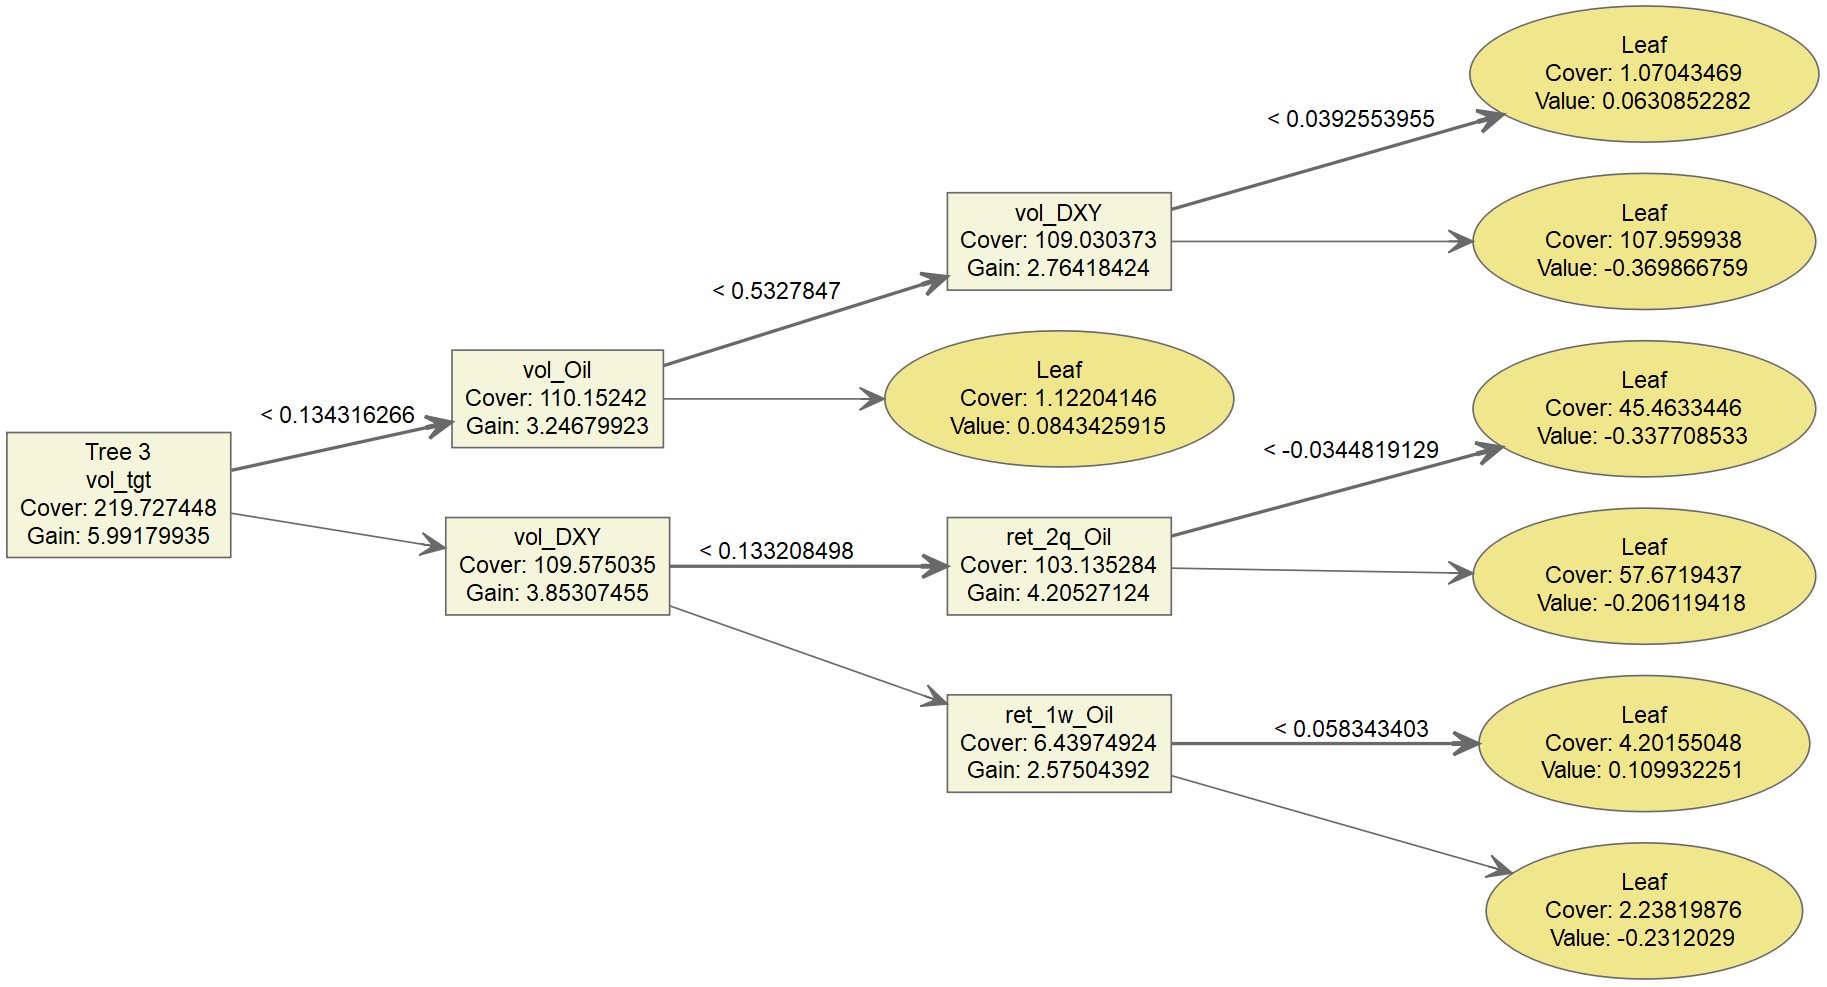 Tree 3
vol_tgt
Cover: 219.727448
Gain: 5.99179935
< 0.134316266
vol_Oil
Cover: 110.15242
Gain: 3.24679923
vol_DXY
Cover: 109.575035
Gain: 3.85307455
< 0.5327847
< 0.133208498
vol_DXY
Cover: 109.030373
Gain: 2.76418424
Leaf
Cover: 1.12204146
Value: 0.0843425915
ret_2q_Oil
Cover: 103.135284
Gain: 4.20527124
ret_1w_Oil
Cover: 6.43974924
Gain: 2.57504392
< 0.0392553955
< -0.0344819129
< 0.058343403
Leaf
Cover: 1.07043469
Value: 0.0630852282
Leaf
Cover: 107.959938
Value: -0.369866759
Leaf
Cover: 45.4633446
Value: -0.337708533
Leaf
Cover: 57.6719437
Value: -0.206119418
Leaf
Cover: 4.20155048
Value: 0.109932251
Leaf
Cover: 2.23819876
Value: -0.2312029